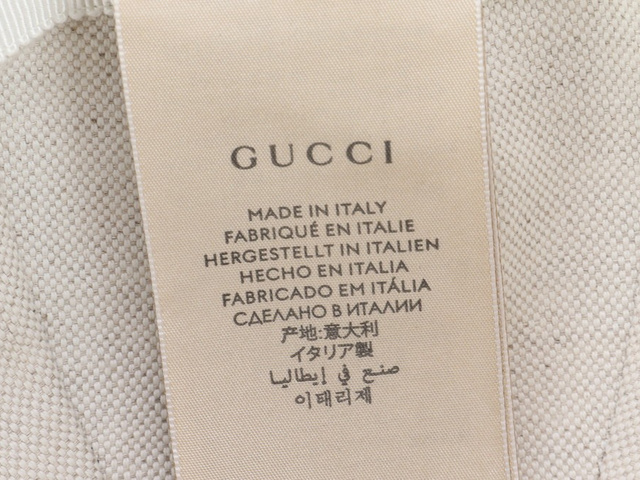 GUCCI
MADE IN ITALY
FABRIQUÉ EN ITALIE
HERGESTELLT IN ITALIEN
HECHO EN ITALIA
FABRICADO EM ITÁLIA
СДЕЛАНО В ИТАЛИИ
产地:意大利
イタリア製
صنع في إيطاليا
이태리제